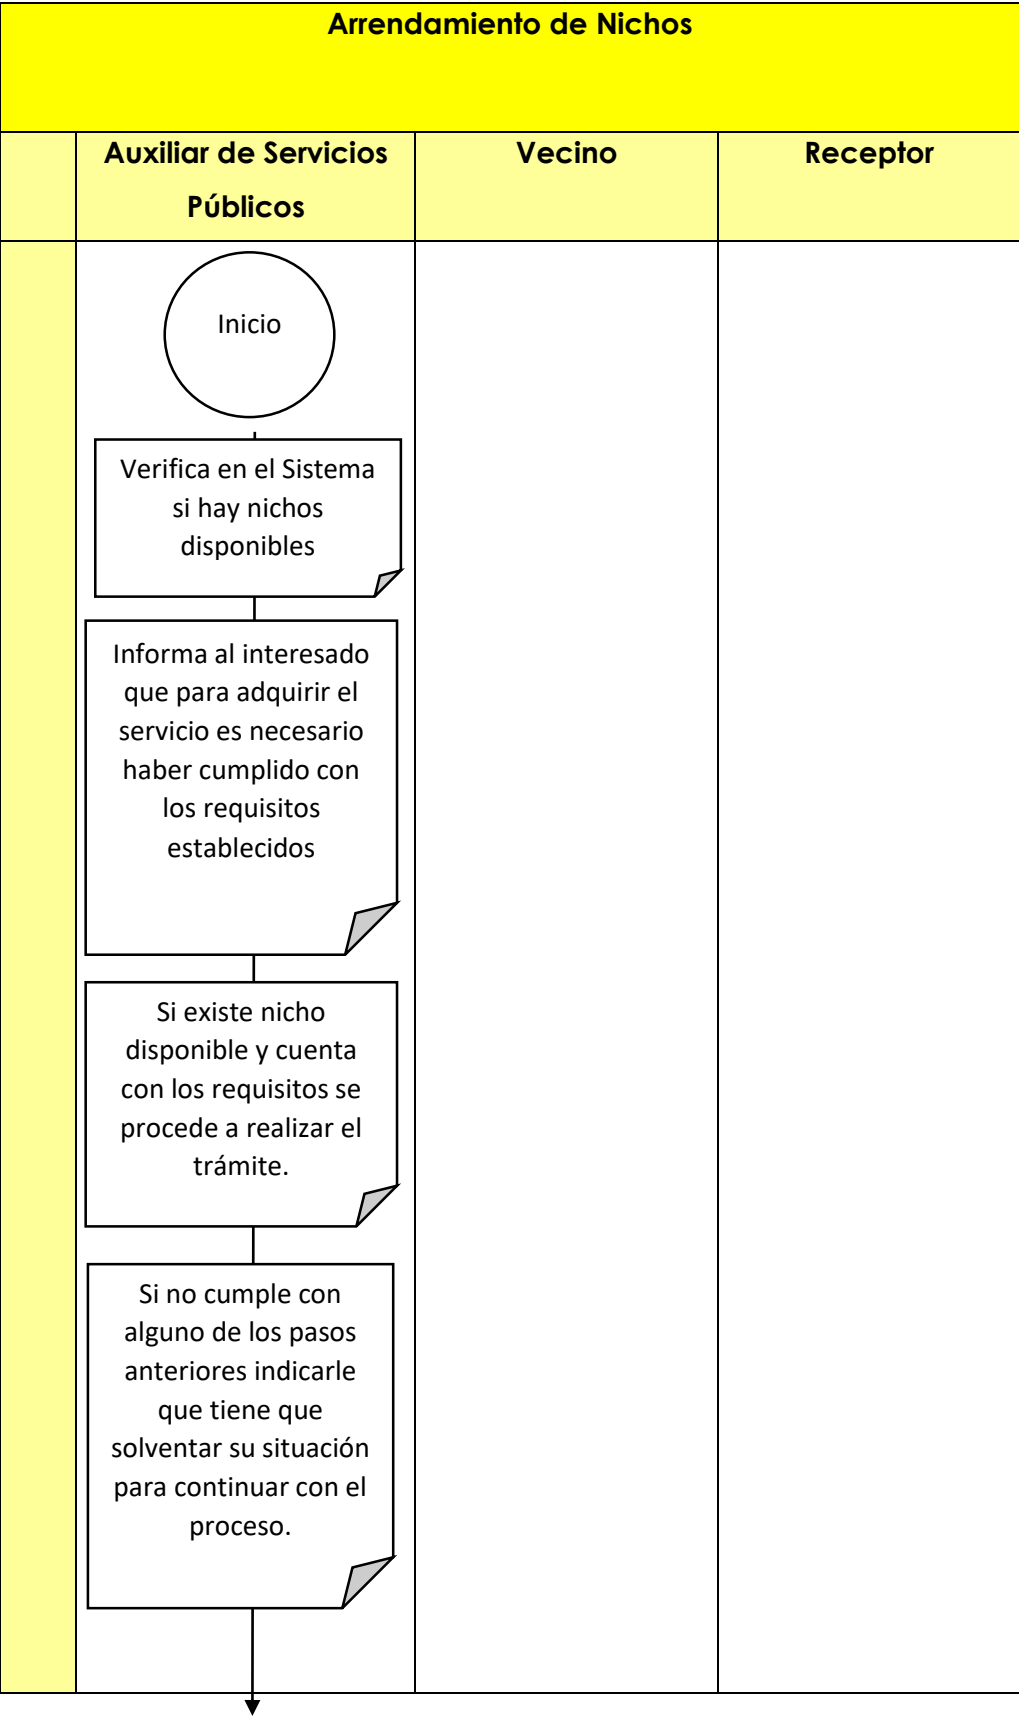 Arrendamiento de Nichos
Auxiliar de Servicios
Públicos
Vecino
Receptor
Inicio
Verifica en el Sistema
si hay nichos
disponibles
Informa al interesado
que para adquirir el
servicio es necesario
haber cumplido con
los requisitos
establecidos
Si existe nicho
disponible y cuenta
con los requisitos se
procede a realizar el
trámite.
Si no cumple con
alguno de los pasos
anteriores indicarle
que tiene que
solventar su situación
para continuar con el
proceso.